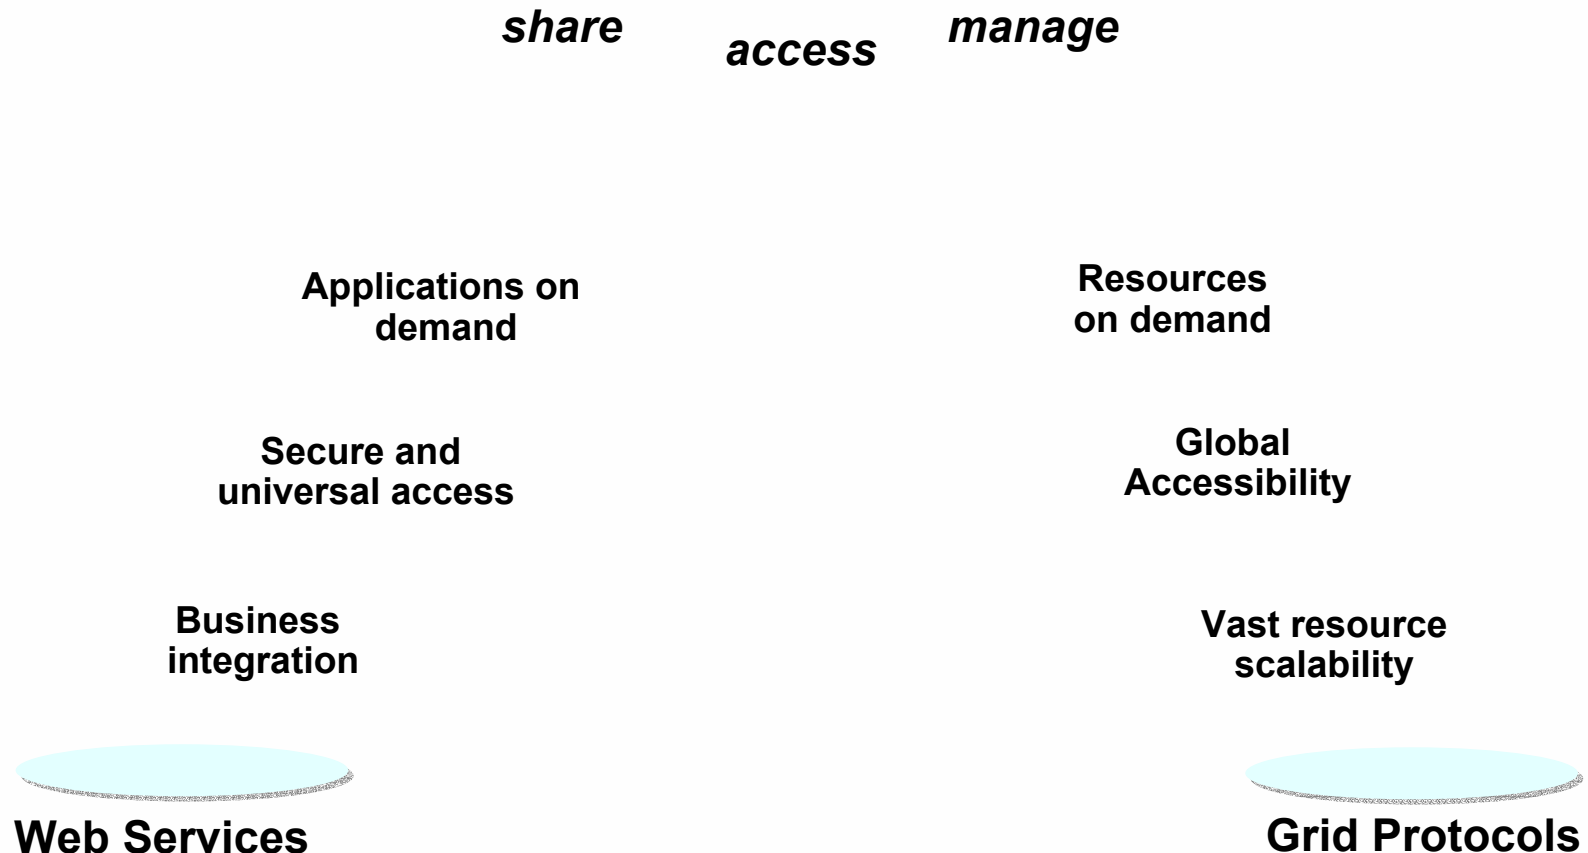 share
access
manage
Applications on
demand
Resources
on demand
Secure and
universal access
Global
Accessibility
Business
integration
Vast resource
scalability
Web Services
Grid Protocols